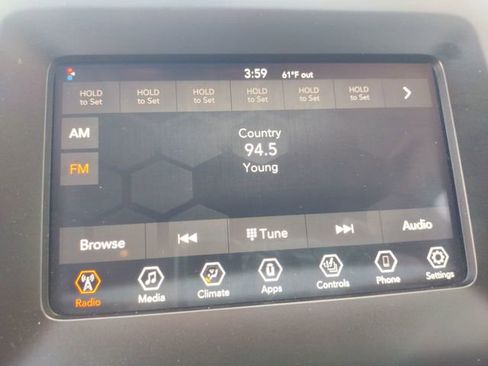 3:59 61°F out
HOLD to Set HOLD to Set HOLD to Set HOLD to Set HOLD to Set HOLD to Set
AM
Country
94.5
FM
Young
Browse Tune Audio
Radio Media Climate Apps Controls Phone Settings